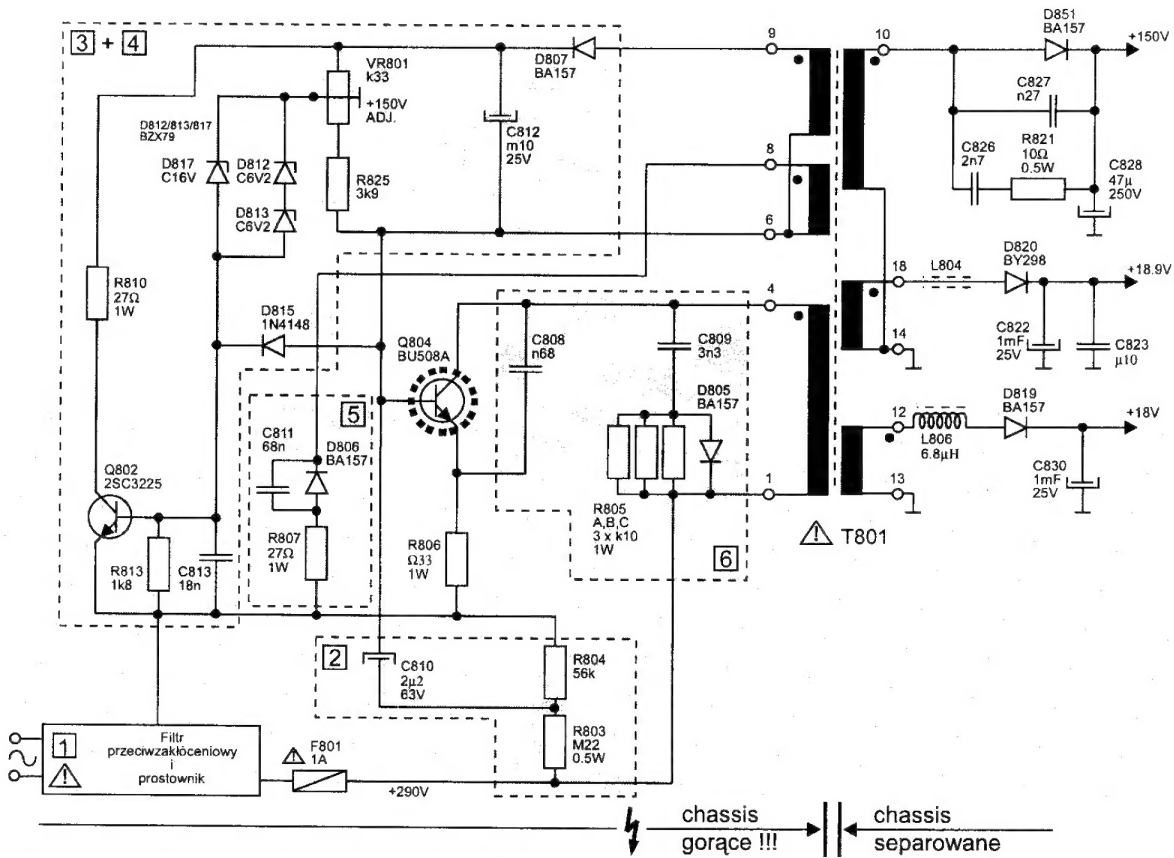 3 + 4
VR801
k33
+150V
ADJ.
D812/813/817
BZX79
D817
C16V
D812
C6V2
D813
C6V2
R825
3k9
C812
m10
25V
D807
BA157
9
8
6
4
1
10
18
14
12
13
D851
BA157
+150V
C827
n27
C826
2n7
R821
10Ω
0.5W
C828
47µ
250V
L804
D820
BY298
+18.9V
C822
1mF
25V
C823
µ10
D819
BA157
+18V
L806
6.8µH
C830
1mF
25V
T801
R810
27Ω
1W
D815
1N4148
Q804
BU508A
C808
n68
C809
3n3
D805
BA157
R805
A,B,C
3 x k10
1W
6
5
C811
68n
D806
BA157
R807
27Ω
1W
R806
Ω33
1W
Q802
2SC3225
R813
1k8
C813
18n
2
C810
2µ2
63V
R804
56k
R803
M22
0.5W
1
Filtr
przeciwzakłóceniowy
i
prostownik
F801
1A
+290V
chassis
gorące !!!
chassis
separowane